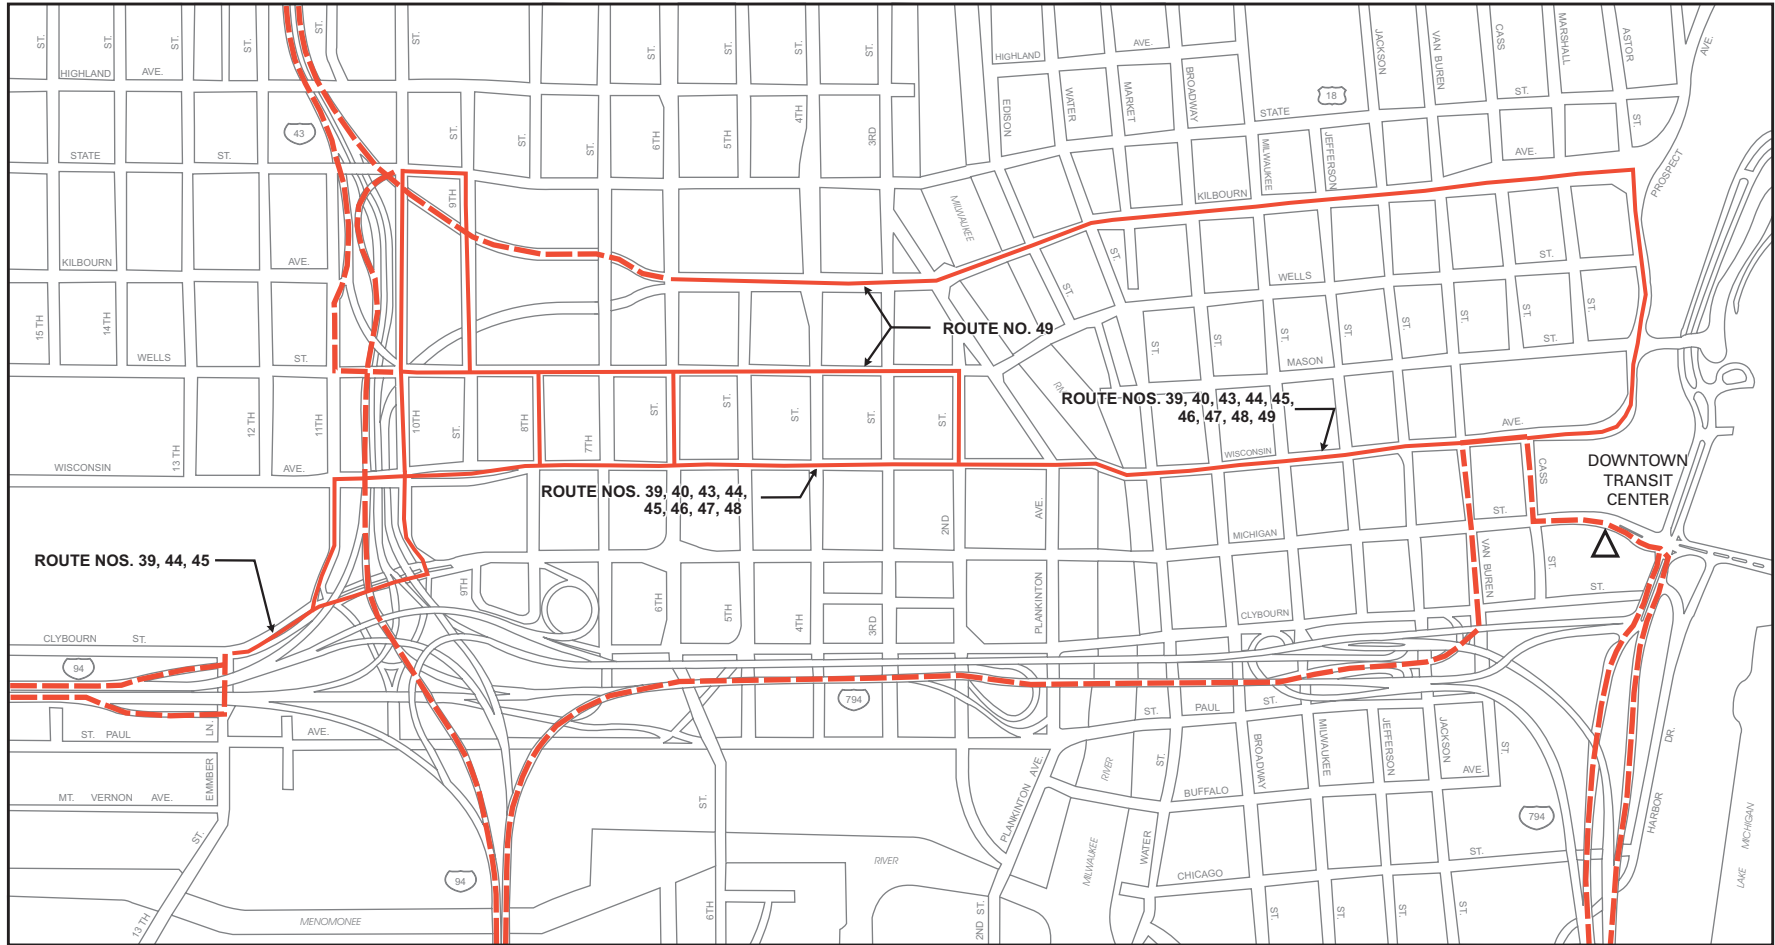 ST.
ST.
ST.
ST.
ST.
ST.
ST.
ST.
ST.
ST.
HIGHLAND
AVE.
HIGHLAND
AVE.
JACKSON
VAN BUREN
CASS
MARSHALL
ASTOR
AVE.
43
STATE
ST.
ST.
ST.
ST.
6TH
5TH
4TH
3RD
EDISON
WATER
MARKET
BROADWAY
STATE
18
ST.
ST.
MILWAUKEE
JEFFERSON
AVE.
PROSPECT
9TH
MILWAUKEE
KILBOURN
KILBOURN
AVE.
ST.
ST.
WELLS
ST.
15 TH
14TH
WELLS
ST.
ROUTE NO. 49
ST.
ST.
ST.
ST.
ST.
ST.
ST.
ST.
ST.
MASON
13 TH
12 TH
11TH
10TH
ST.
8TH
7TH
ST.
ST.
ST.
ST.
ST.
ROUTE NOS. 39, 40, 43, 44, 45,
46, 47, 48, 49
WISCONSIN
AVE.
WISCONSIN
AVE.
ROUTE NOS. 39, 40, 43, 44,
45, 46, 47, 48
2ND
AVE.
MICHIGAN
ST.
CASS
DOWNTOWN
TRANSIT
CENTER
ROUTE NOS. 39, 44, 45
9TH
6TH
5TH
4TH
3RD
PLANKINTON
CLYBOURN
VAN BUREN
ST.
ST.
CLYBOURN
ST.
94
794
ST.
PAUL
ST.
ST. PAUL
LN.
AVE.
BROADWAY
MILWAUKEE
JEFFERSON
JACKSON
ST.
DR.
MT.
VERNON
AVE.
EMMBER
ST.
PLANKINTON AVE.
RIVER
ST.
BUFFALO
AVE.
ST.
794
HARBOR
RIVER
MILWAUKEE
WATER
CHICAGO
ST.
LAKE
MICHIGAN
94
MENOMONEE
13 TH
6TH
2ND ST.
ST.
ST.
ST.
ST.